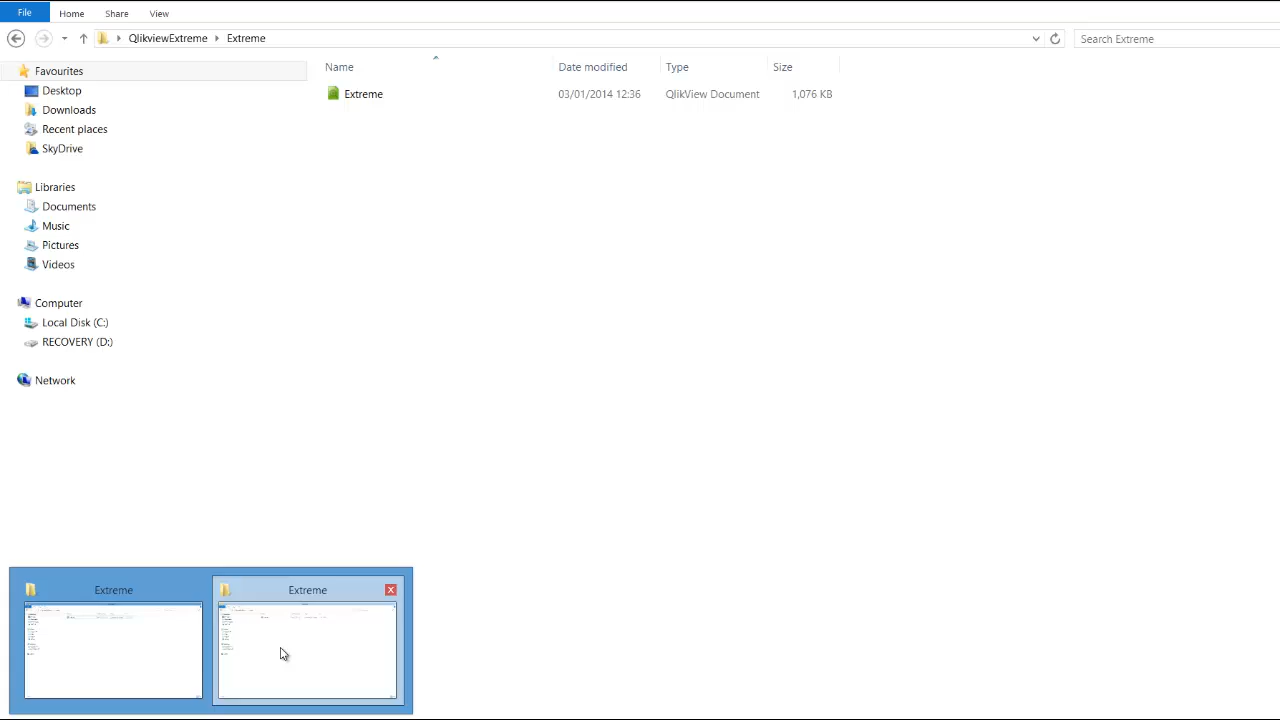 File Home Share View
QlikviewExtreme Extreme Search Extreme
Name Date modified Type Size
Extreme 03/01/2014 12:36 QlikView Document 1,076 KB
Favourites
Desktop
Downloads
Recent places
SkyDrive
Libraries
Documents
Music
Pictures
Videos
Computer
Local Disk (C:)
RECOVERY (D:)
Network
Extreme Extreme